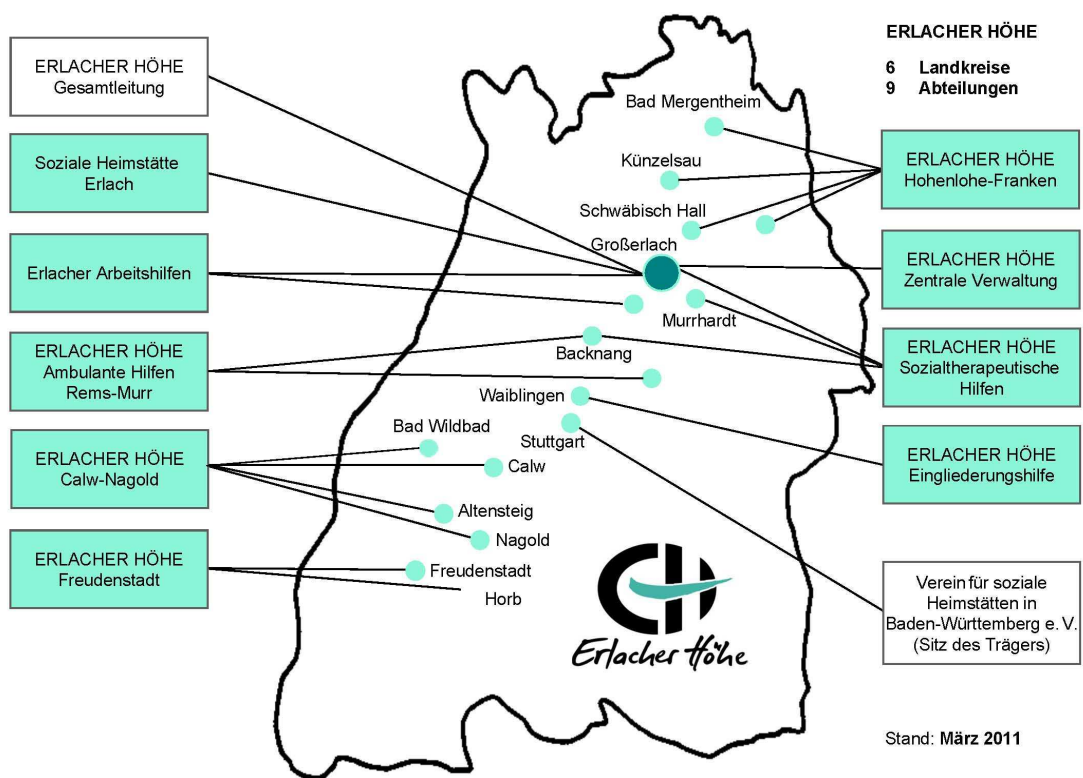 ERLACHER HÖHE
Gesamtleitung
Soziale Heimstätte
Erlach
Erlacher Arbeitshilfen
ERLACHER HÖHE
Ambulante Hilfen
Rems-Murr
ERLACHER HÖHE
Calw-Nagold
ERLACHER HÖHE
Freudenstadt
Bad Mergentheim
Künzelsau
Schwäbisch Hall
Großerlach
Murrhardt
Backnang
Waiblingen
Stuttgart
Bad Wildbad
Calw
Altensteig
Nagold
Freudenstadt
Horb
Erlacher Höhe
ERLACHER HÖHE
6 Landkreise
9 Abteilungen
ERLACHER HÖHE
Hohenlohe-Franken
ERLACHER HÖHE
Zentrale Verwaltung
ERLACHER HÖHE
Sozialtherapeutische
Hilfen
ERLACHER HÖHE
Eingliederungshilfe
Verein für soziale
Heimstätten in
Baden-Württemberg e. V.
(Sitz des Trägers)
Stand: März 2011